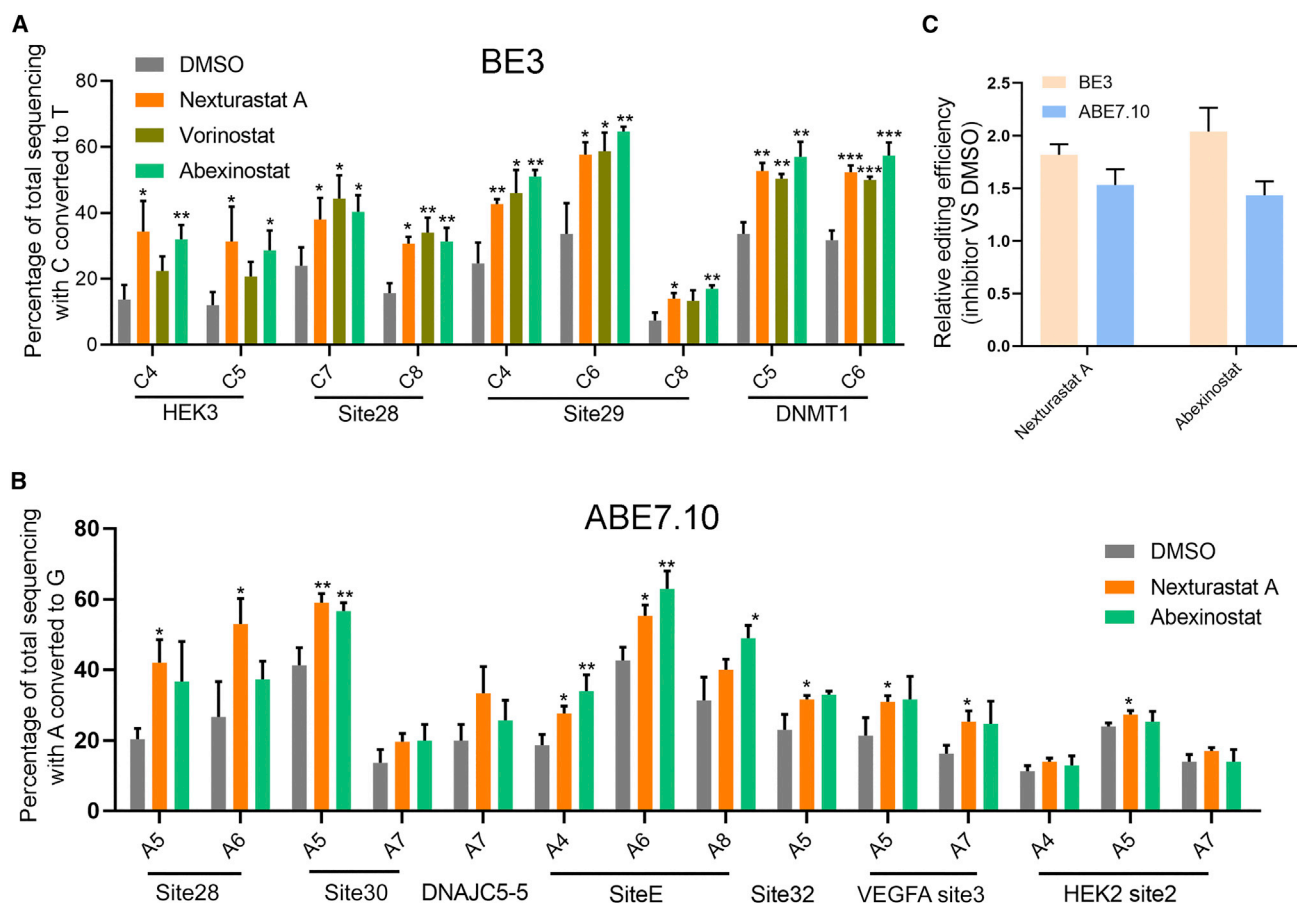 A
BE3
DMSO
Nexturastat A
Vorinostat
Abexinostat
Percentage of total sequencing
with C converted to T
80
60
40
20
0
* ** * * * * * * ** ** ** * ** * * ** * ** ** ** ** *** *** ***
C4 C5 C7 C8 C4 C6 C8 C5 C6
HEK3 Site28 Site29 DNMT1
C
BE3
ABE7.10
Relative editing efficiency
(inhibitor VS DMSO)
2.5
2.0
1.5
1.0
0.5
0.0
Nexturastat A Abexinostat
B
ABE7.10
DMSO
Nexturastat A
Abexinostat
Percentage of total sequencing
with A converted to G
80
60
40
20
0
* * ** ** * ** * ** * * * * *
A5 A6 A5 A7 A7 A4 A6 A8 A5 A5 A7 A4 A5 A7
Site28 Site30 DNAJC5-5 SiteE Site32 VEGFA site3 HEK2 site2